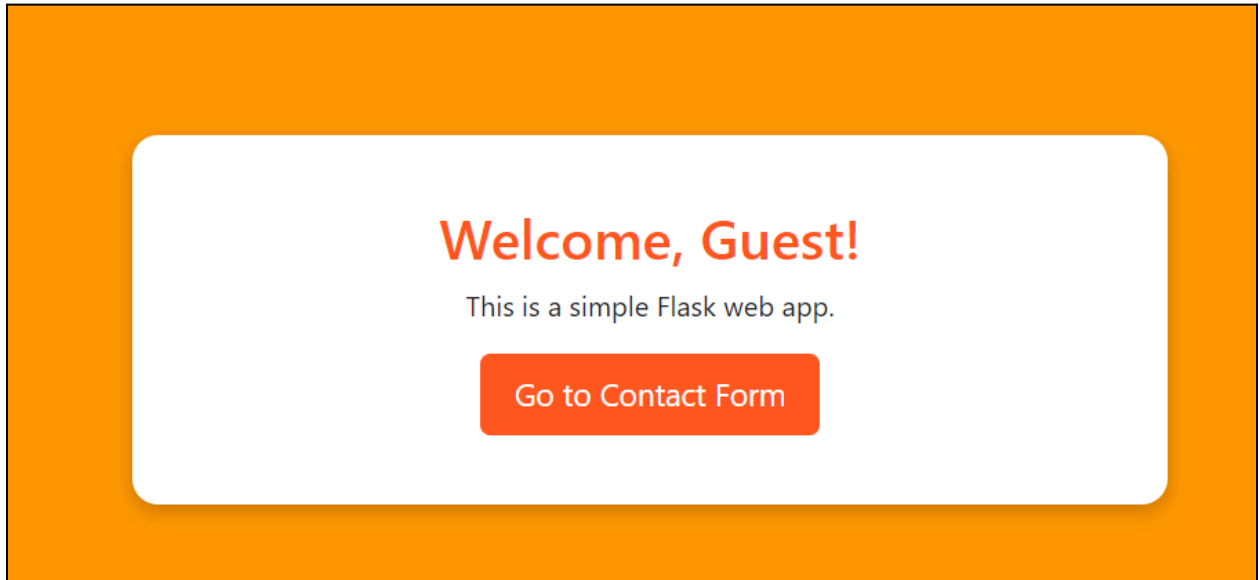 Welcome, Guest!
This is a simple Flask web app.
Go to Contact Form